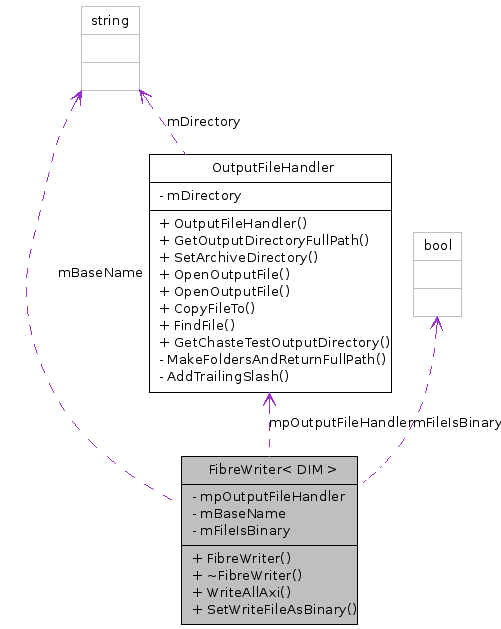 string
mDirectory
OutputFileHandler
- mDirectory
+ OutputFileHandler()
+ GetOutputDirectoryFullPath()
+ SetArchiveDirectory()
+ OpenOutputFile()
+ OpenOutputFile()
+ CopyFileTo()
+ FindFile()
+ GetChasteTestOutputDirectory()
- MakeFoldersAndReturnFullPath()
- AddTrailingSlash()
bool
mBaseName
mpOutputFileHandler
mFileIsBinary
FibreWriter< DIM >
- mpOutputFileHandler
- mBaseName
- mFileIsBinary
+ FibreWriter()
+ ~FibreWriter()
+ WriteAllAxi()
+ SetWriteFileAsBinary()